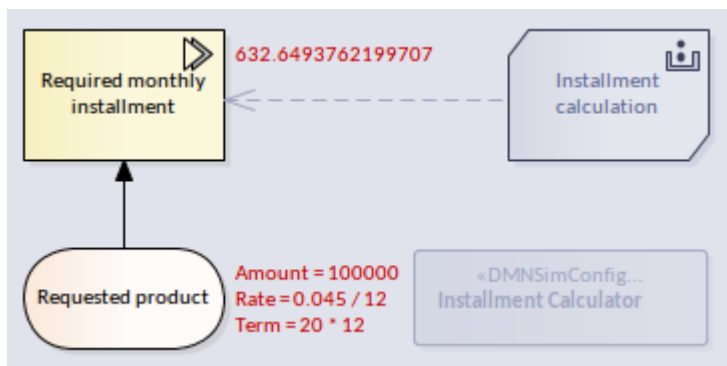 Required monthly
installment
632.6493762199707
Installment
calculation
Requested product
Amount = 100000
Rate = 0.045 / 12
Term = 20 * 12
«DMNSimConfig...
Installment Calculator